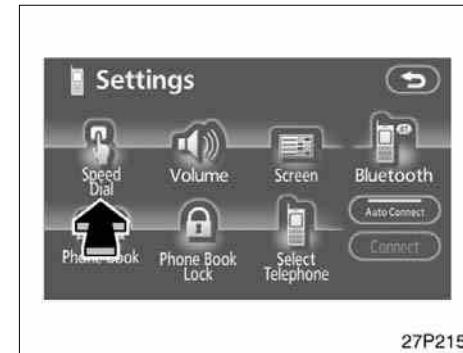 Settings
Speed
Dial
Volume
Screen
Bluetooth
Auto Connect
Phone Book
Phone Book
Lock
Select
Telephone
Connect
27P215